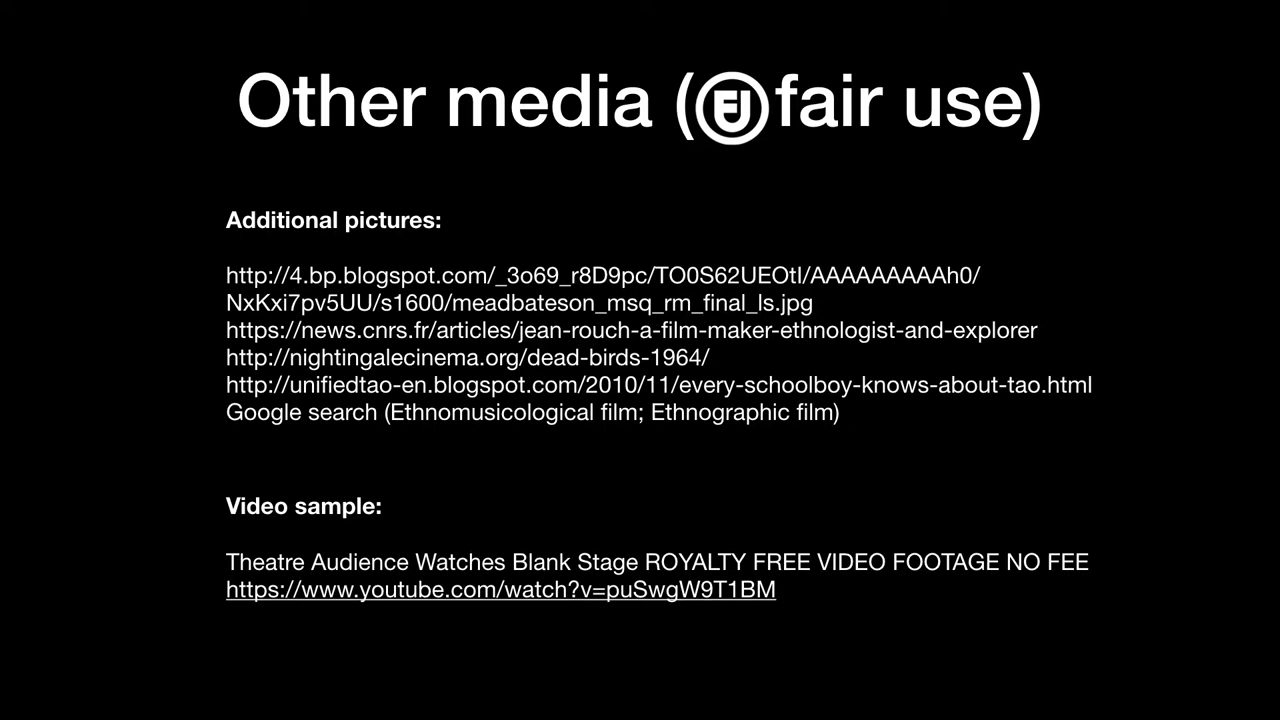 Other media (FU fair use)
Additional pictures:
http://4.bp.blogspot.com/_3o69_r8D9pc/TO0S62UEOtI/AAAAAAAAAh0/
NxKxi7pv5UU/s1600/meadbateson_msq_rm_final_ls.jpg
https://news.cnrs.fr/articles/jean-rouch-a-film-maker-ethnologist-and-explorer
http://nightingalecinema.org/dead-birds-1964/
http://unifiedtao-en.blogspot.com/2010/11/every-schoolboy-knows-about-tao.html
Google search (Ethnomusicological film; Ethnographic film)
Video sample:
Theatre Audience Watches Blank Stage ROYALTY FREE VIDEO FOOTAGE NO FEE
https://www.youtube.com/watch?v=puSwgW9T1BM